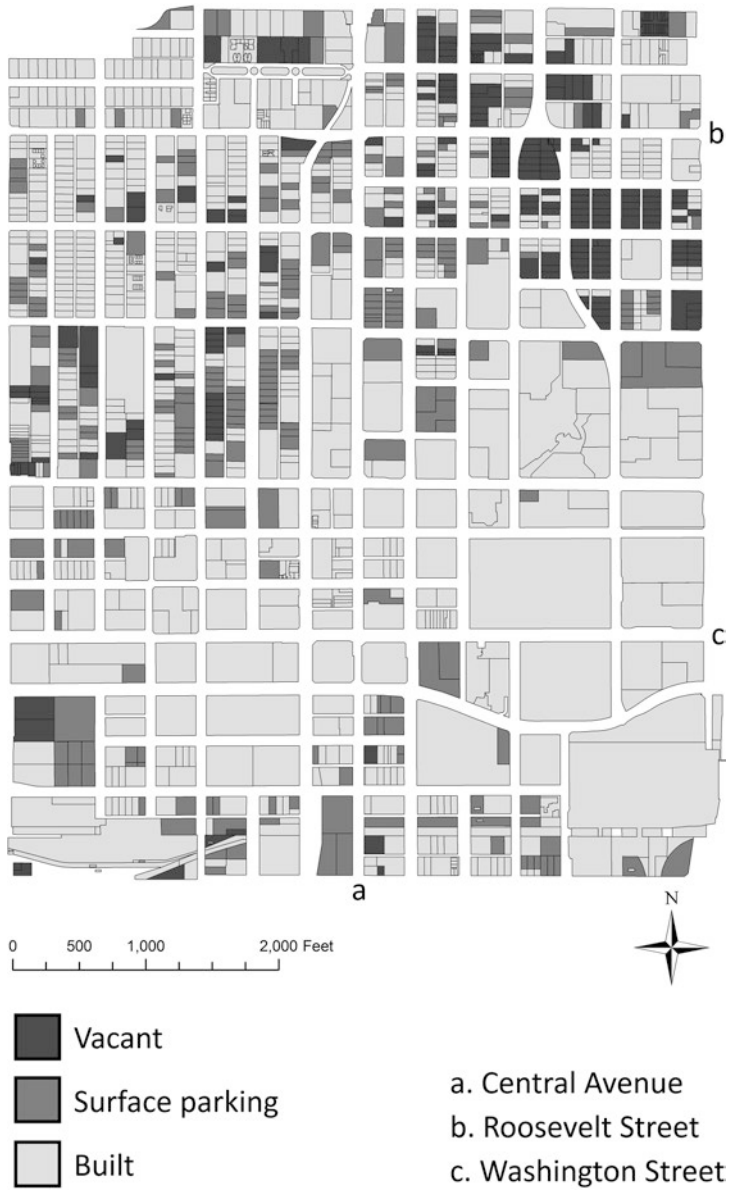 b
c
a
N
0 500 1,000 2,000 Feet
Vacant
Surface parking
Built
a. Central Avenue
b. Roosevelt Street
c. Washington Street